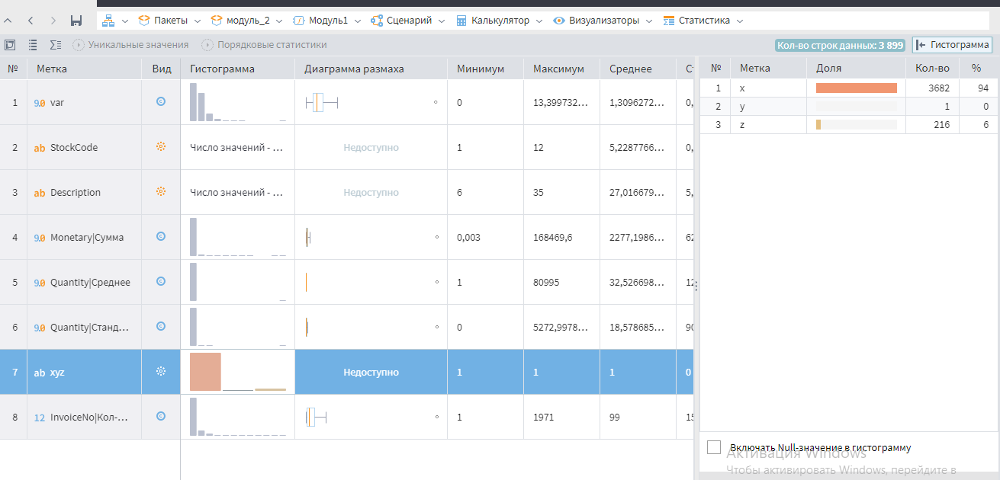 Пакеты модуль_2 Модуль1 Сценарий Калькулятор Визуализаторы Статистика
Уникальные значения Порядковые статистики Кол-во строк данных: 3 899 Гистограмма
№ Метка Вид Гистограмма Диаграмма размаха Минимум Максимум Среднее
1 9.0 var 0 13,399732... 1,3096272... 0,
2 ab StockCode Число значений - ... Недоступно 1 12 5,2287766... 0,
3 ab Description Число значений - ... Недоступно 6 35 27,016679... 5,
4 9.0 Monetary|Сумма 0,003 168469,6 2277,1986... 62
5 9.0 Quantity|Среднее 1 80995 32,526698... 12
6 9.0 Quantity|Станд... 0 5272,9978... 18,578685... 90
7 ab xyz Недоступно 1 1 1 0
8 12 InvoiceNo|Кол-... 1 1971 99 15
№ Метка Доля Кол-во %
1 x 3682 94
2 y 1 0
3 z 216 6
Включать Null-значение в гистограмму
Активация Windows
Чтобы активировать Windows, перейдите в